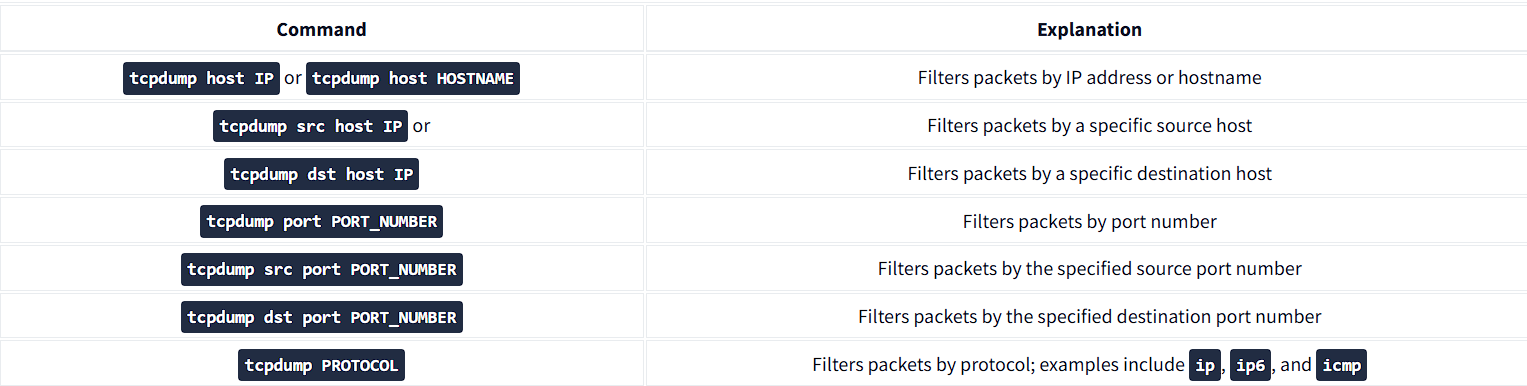 Command Explanation
tcpdump host IP or tcpdump host HOSTNAME Filters packets by IP address or hostname
tcpdump src host IP or Filters packets by a specific source host
tcpdump dst host IP Filters packets by a specific destination host
tcpdump port PORT_NUMBER Filters packets by port number
tcpdump src port PORT_NUMBER Filters packets by the specified source port number
tcpdump dst port PORT_NUMBER Filters packets by the specified destination port number
tcpdump PROTOCOL Filters packets by protocol; examples include ip, ip6, and icmp